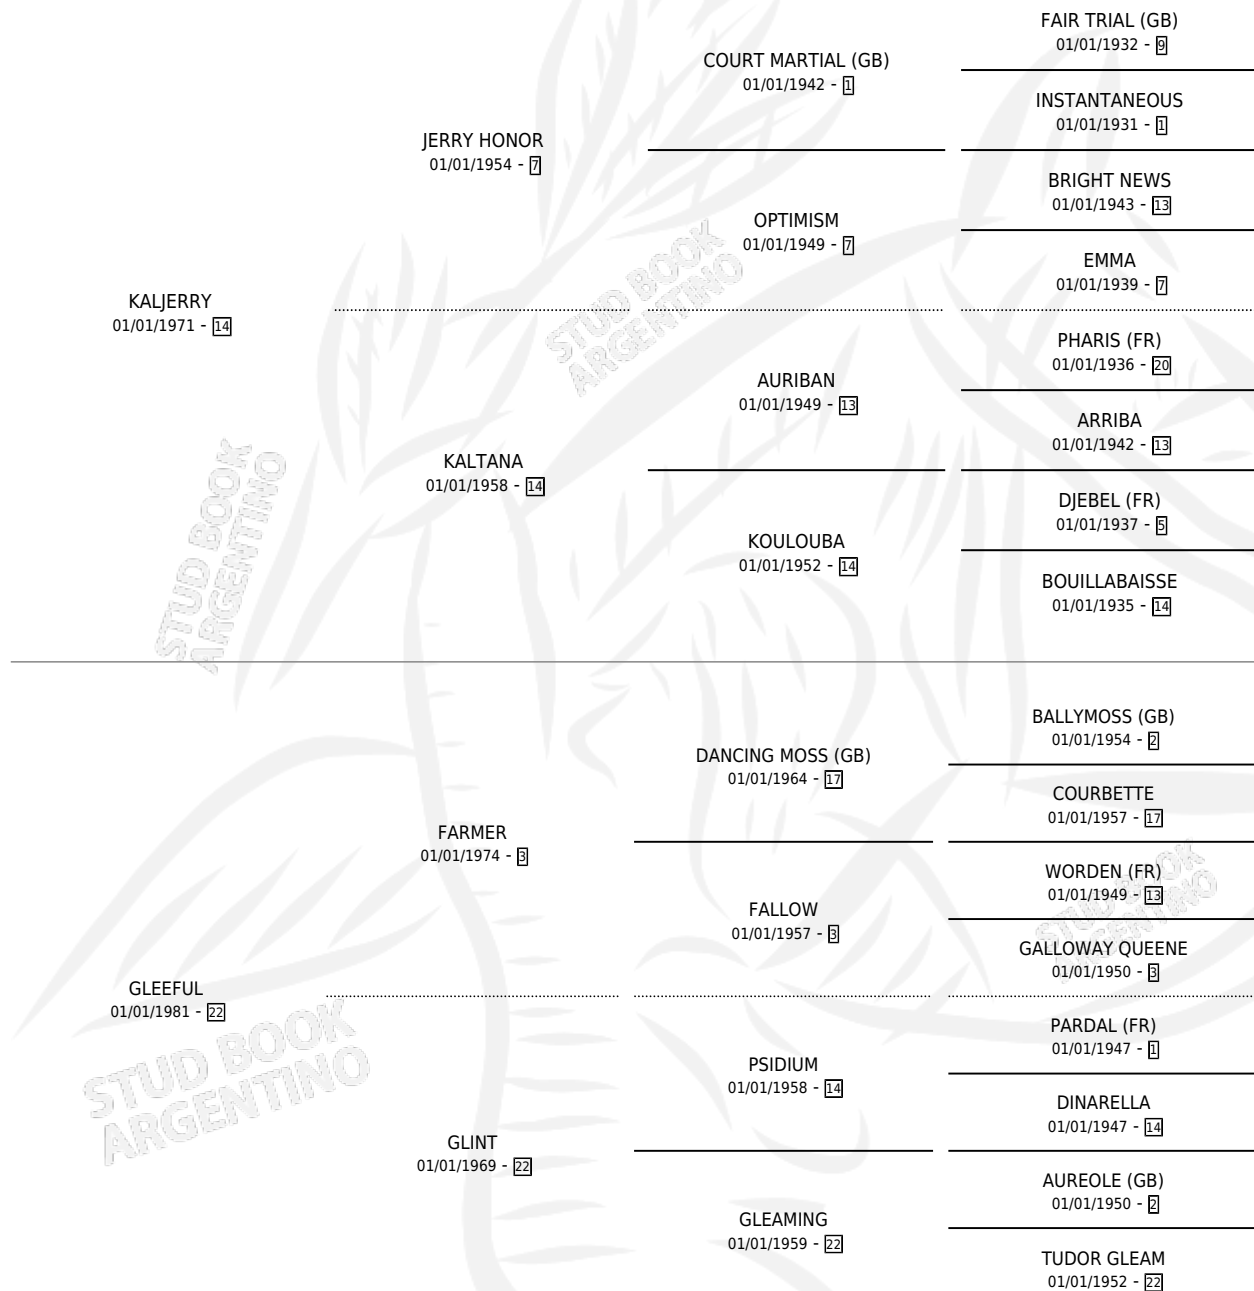 FAIR TRIAL (GB)
01/01/1932 - 9
COURT MARTIAL (GB)
01/01/1942 - 1
INSTANTANEOUS
01/01/1931 - 1
JERRY HONOR
01/01/1954 - 7
BRIGHT NEWS
01/01/1943 - 13
OPTIMISM
01/01/1949 - 7
EMMA
01/01/1939 - 7
KALJERRY
01/01/1971 - 14
PHARIS (FR)
01/01/1936 - 20
AURIBAN
01/01/1949 - 13
ARRIBA
01/01/1942 - 13
KALTANA
01/01/1958 - 14
DJEBEL (FR)
01/01/1937 - 5
KOULOUBA
01/01/1952 - 14
BOUILLABAISSE
01/01/1935 - 14
BALLYMOSS (GB)
01/01/1954 - 2
DANCING MOSS (GB)
01/01/1964 - 17
COURBETTE
01/01/1957 - 17
FARMER
01/01/1974 - 3
WORDEN (FR)
01/01/1949 - 13
FALLOW
01/01/1957 - 3
GALLOWAY QUEENE
01/01/1950 - 3
GLEEFUL
01/01/1981 - 22
PARDAL (FR)
01/01/1947 - 1
PSIDIUM
01/01/1958 - 14
DINARELLA
01/01/1947 - 14
GLINT
01/01/1969 - 22
AUREOLE (GB)
01/01/1950 - 2
GLEAMING
01/01/1959 - 22
TUDOR GLEAM
01/01/1952 - 22
STUD BOOK
ARGENTINO
STUD BOOK
ARGENTINO
STUD BOOK
ARGENTINO
STUD BOOK
ARGENTINO